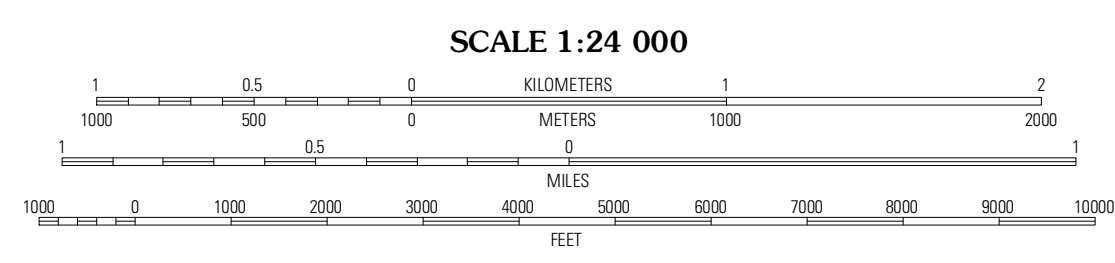 SCALE 1:24 000
1 0.5 0 KILOMETERS 1 2
1000 500 0 METERS 1000 2000
1 0.5 0 1
MILES
1000 0 1000 2000 3000 4000 5000 6000 7000 8000 9000 10000
FEET